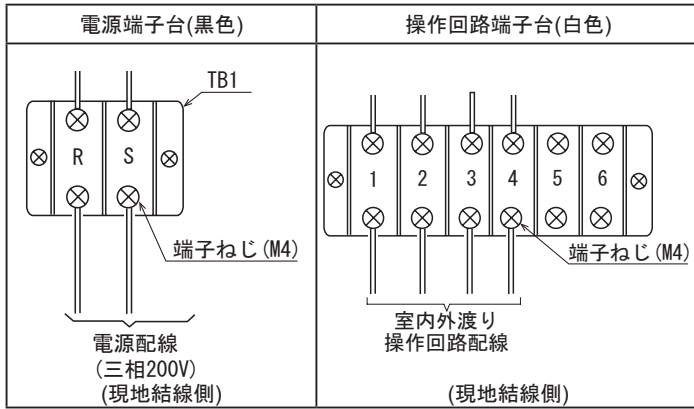 電源端子台(黒色)
操作回路端子台(白色)
TB1
R S
端子ねじ(M4)
電源配線
(三相200V)
(現地結線側)
1 2 3 4 5 6
端子ねじ(M4)
室内外渡り
操作回路配線
(現地結線側)